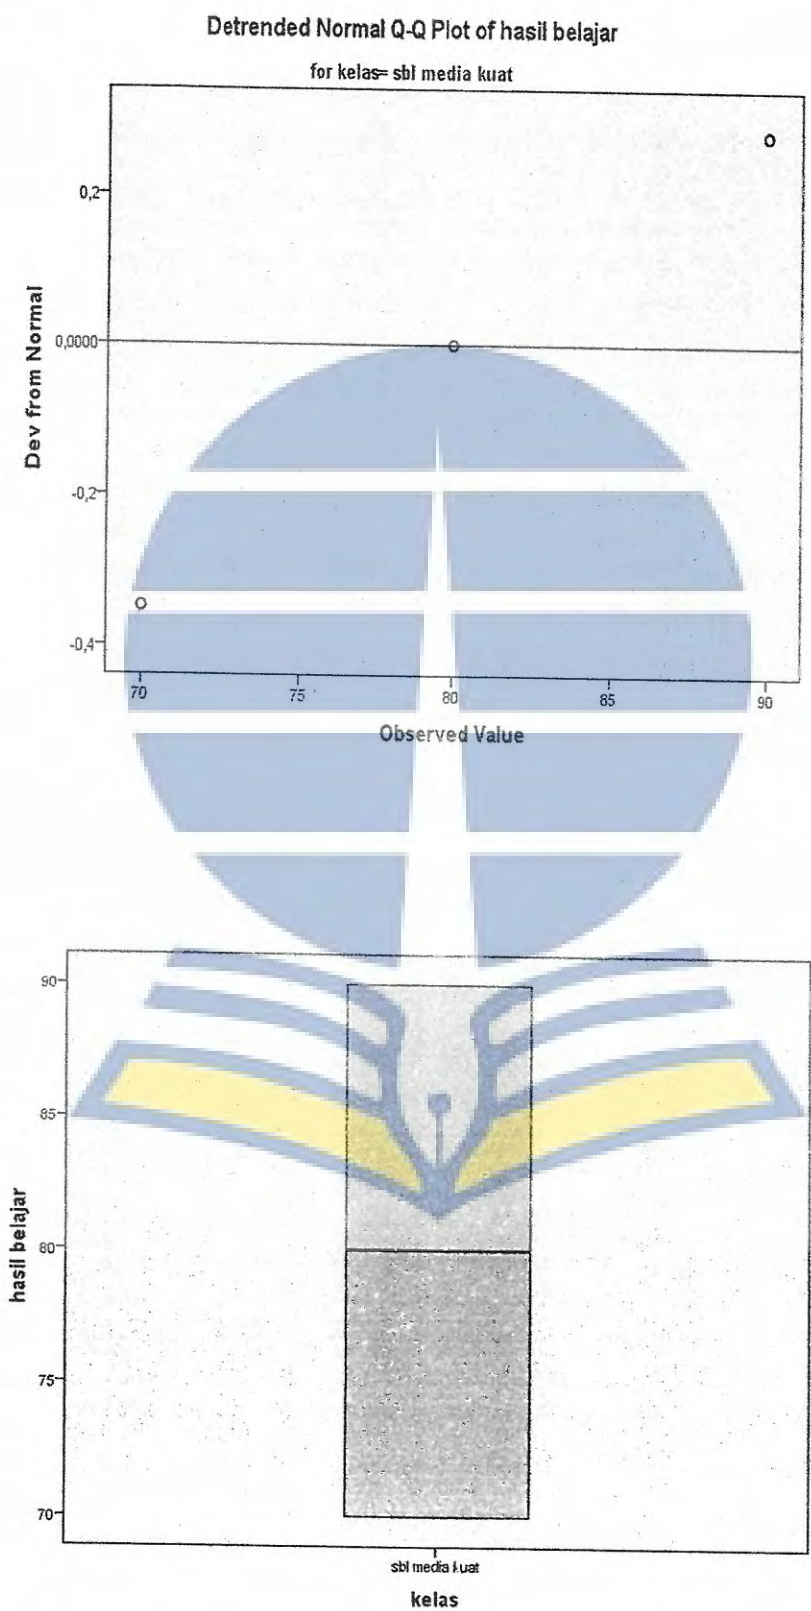 Detrended Normal Q-Q Plot of hasil belajar
for kelas= sbl media kuat
0,2
0,0000
-0,2
-0,4
Dev from Normal
70 75 80 85 90
Observed Value
90
85
80
75
70
hasil belajar
sbl media kuat
kelas